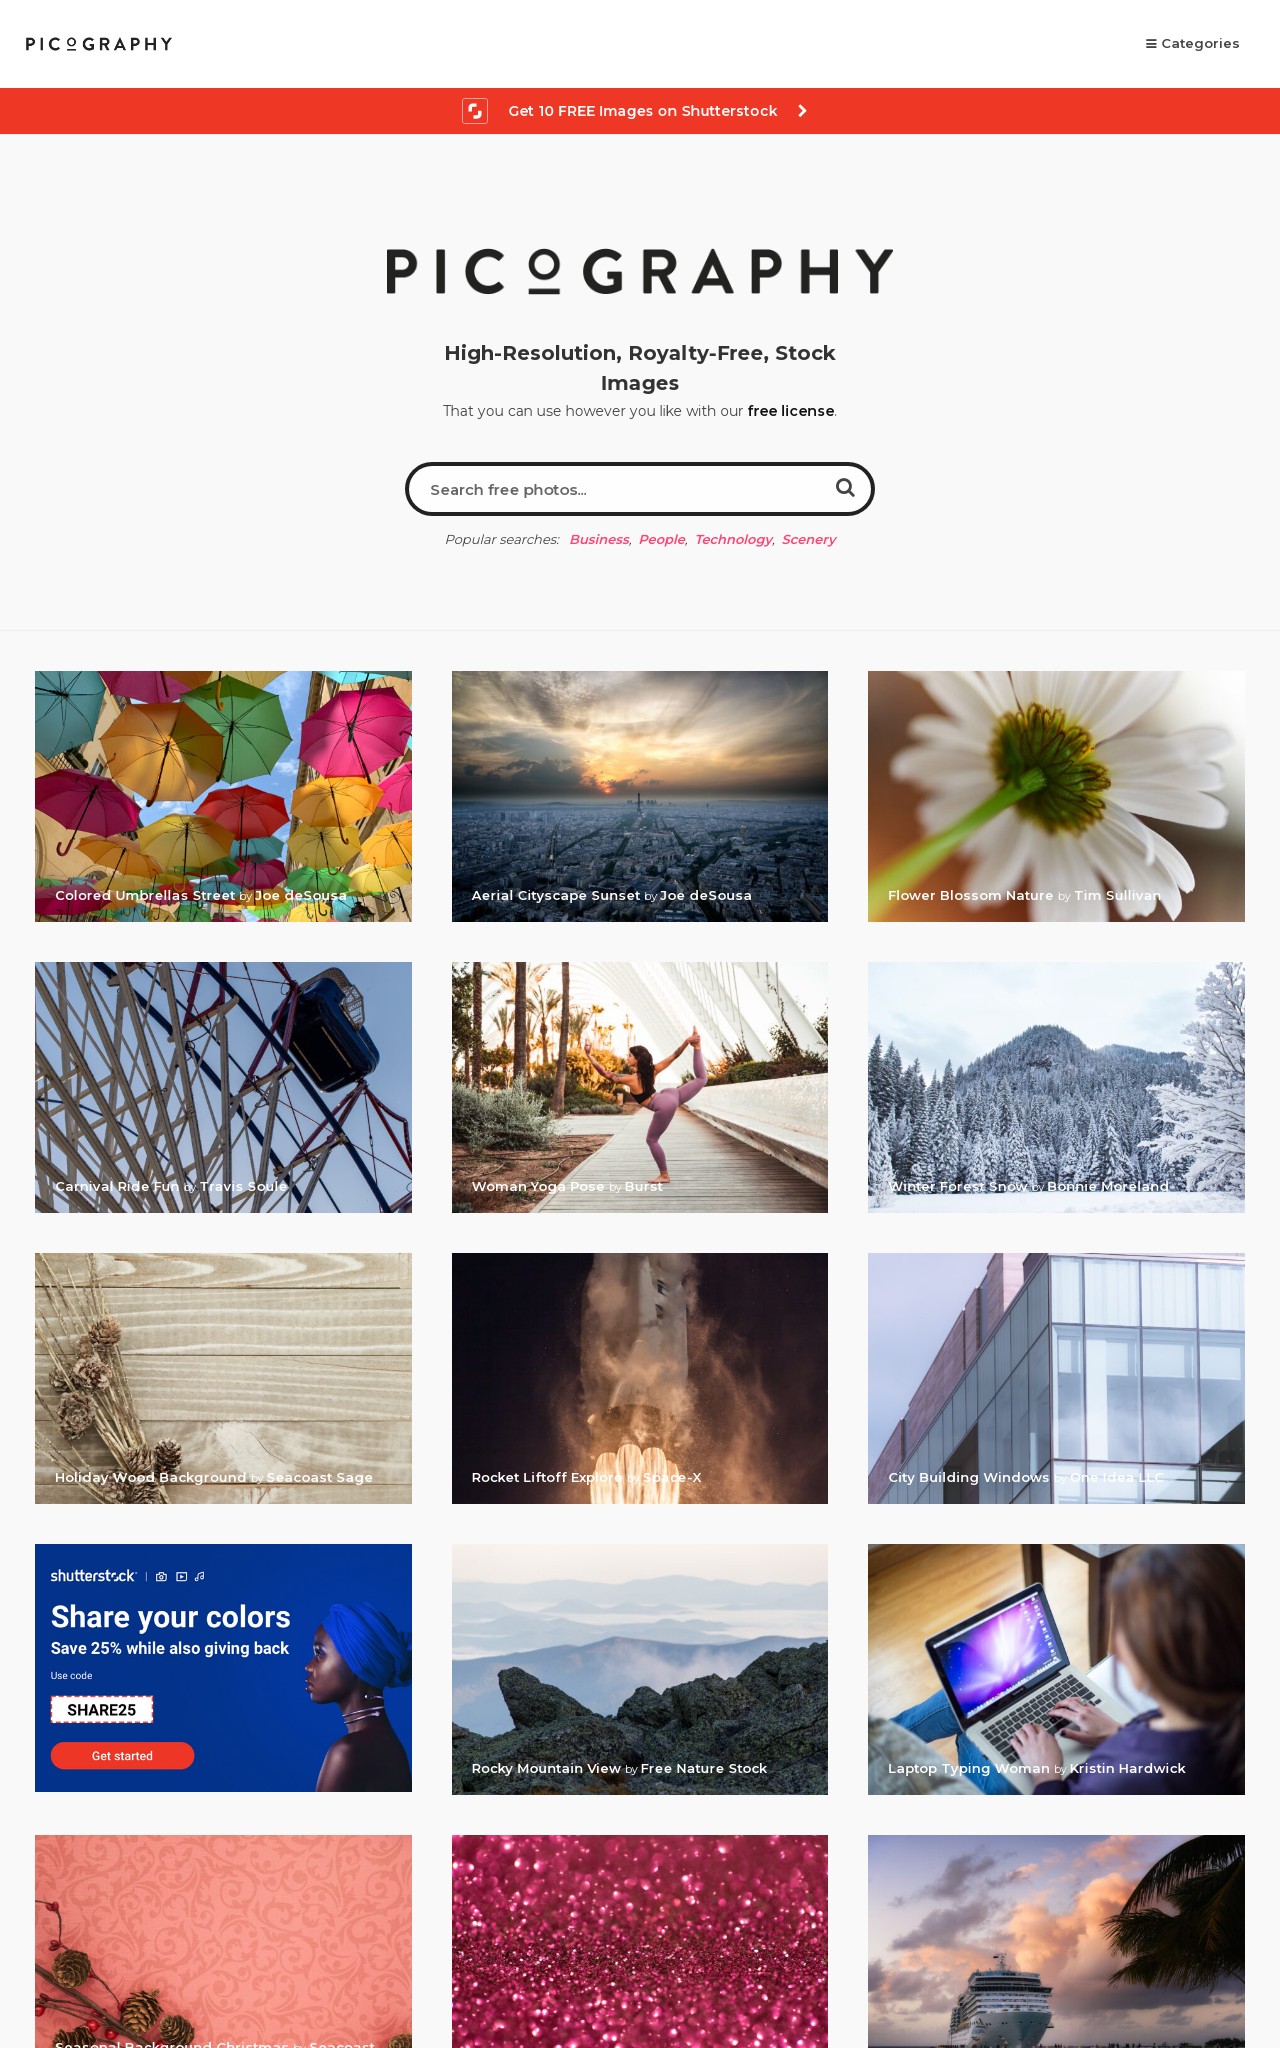 PICOGRAPHY
Categories
Get 10 FREE Images on Shutterstock
PICOGRAPHY
High-Resolution, Royalty-Free, Stock
Images
That you can use however you like with our free license.
Search free photos...
Popular searches: Business, People, Technology, Scenery
Colored Umbrellas Street by Joe deSousa
Aerial Cityscape Sunset by Joe deSousa
Flower Blossom Nature by Tim Sullivan
Carnival Ride Fun by Travis Soule
Woman Yoga Pose by Burst
Winter Forest Snow by Bonnie Moreland
Holiday Wood Background by Seacoast Sage
Rocket Liftoff Explore by Space-X
City Building Windows by One Idea LLC
shutterstock
Share your colors
Save 25% while also giving back
Use code
SHARE25
Get started
Rocky Mountain View by Free Nature Stock
Laptop Typing Woman by Kristin Hardwick
Seasonal Background Christmas by Seacoast